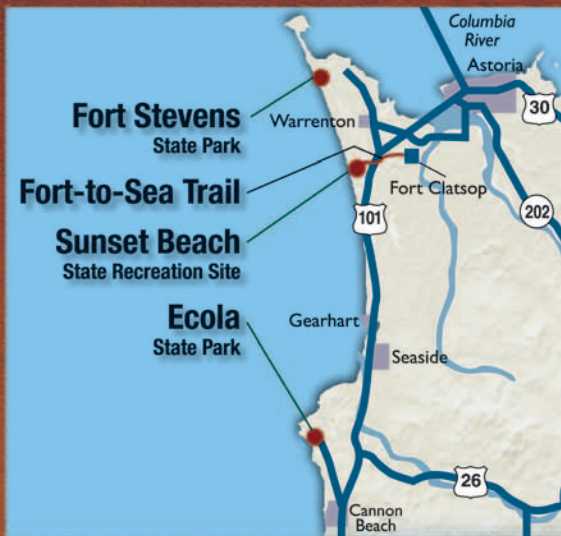 Columbia
River
Astoria
30
Fort Stevens
State Park
Warrenton
Fort-to-Sea Trail
Fort Clatsop
202
101
Sunset Beach
State Recreation Site
Ecola
State Park
Gearhart
Seaside
26
Cannon
Beach